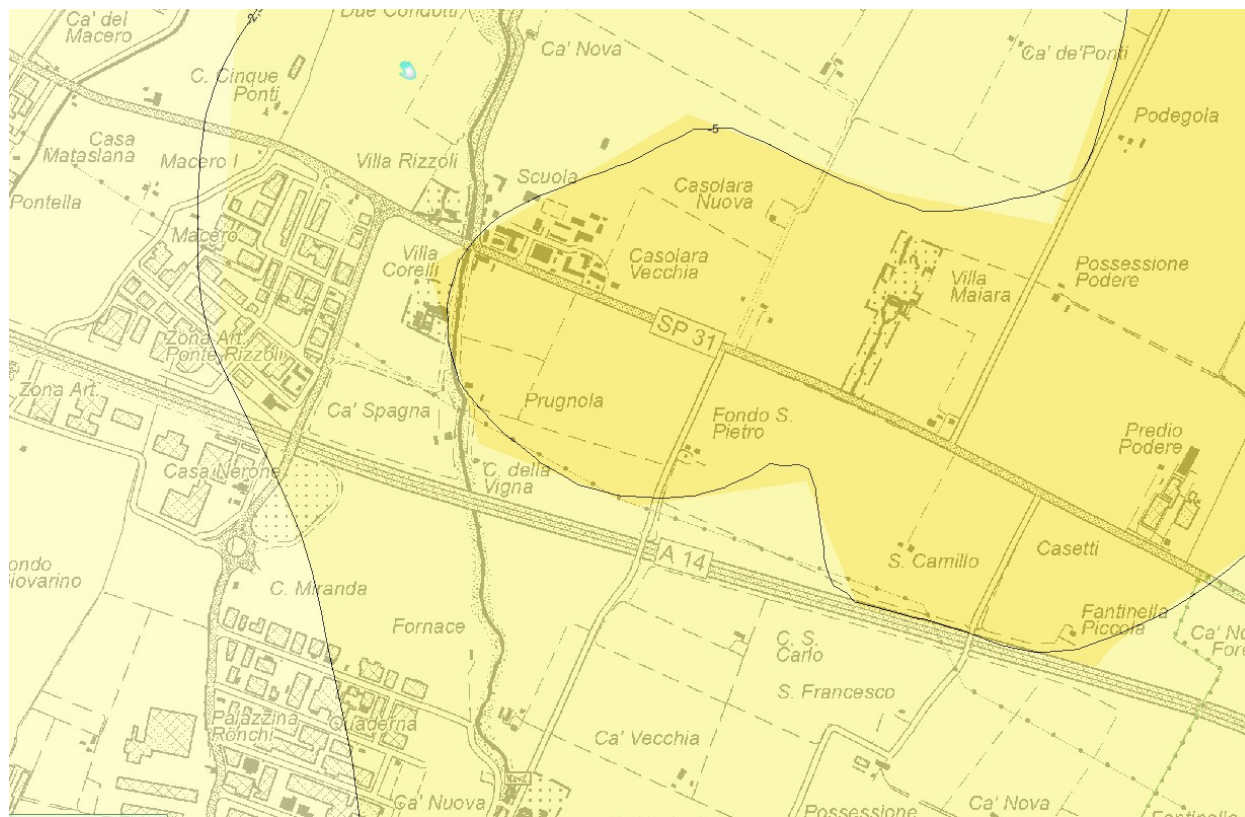 Due Condotti
Ca' del
Macero
Ca' Nova
Ca' de'Ponti
C. Cinque
Ponti
Podegola
Casa
Mataslana
Macero I
Villa Rizzoli
-5
Scuola
Casolara
Nuova
Pontella
Macero
Villa
Corelli
Casolara
Vecchia
Villa
Maiara
Possessione
Podere
SP 31
Zona Art.
Ponte Rizzoli
Zona Art.
Ca' Spagna
Prugnola
Fondo S.
Pietro
Predio
Podere
Casa Nerone
C. della
Vigna
A 14
S. Camillo
Casetti
C. Miranda
Fornace
Fantinella
Piccola
C. S.
Carlo
S. Francesco
Palazzina
Ronchi
Quaderna
Ca' Vecchia
Ca' Nuova
Possessione
Ca' Nova
Fantinella